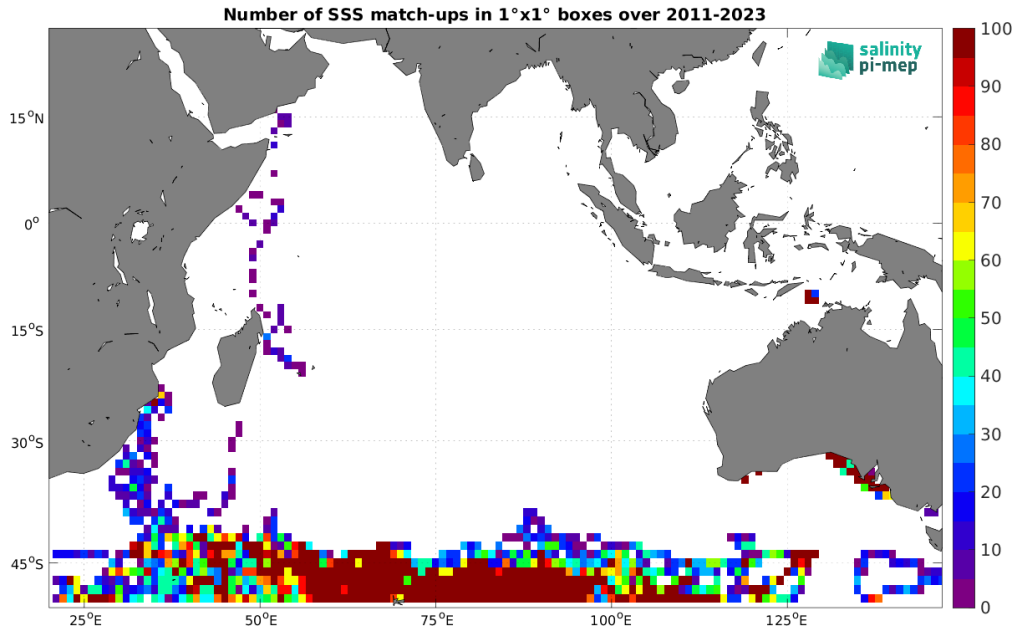 Number of SSS match-ups in 1°x1° boxes over 2011-2023
salinity
pi-mep
15°N
0°
15°S
30°S
45°S
25°E
50°E
75°E
100°E
125°E
100
90
80
70
60
50
40
30
20
10
0